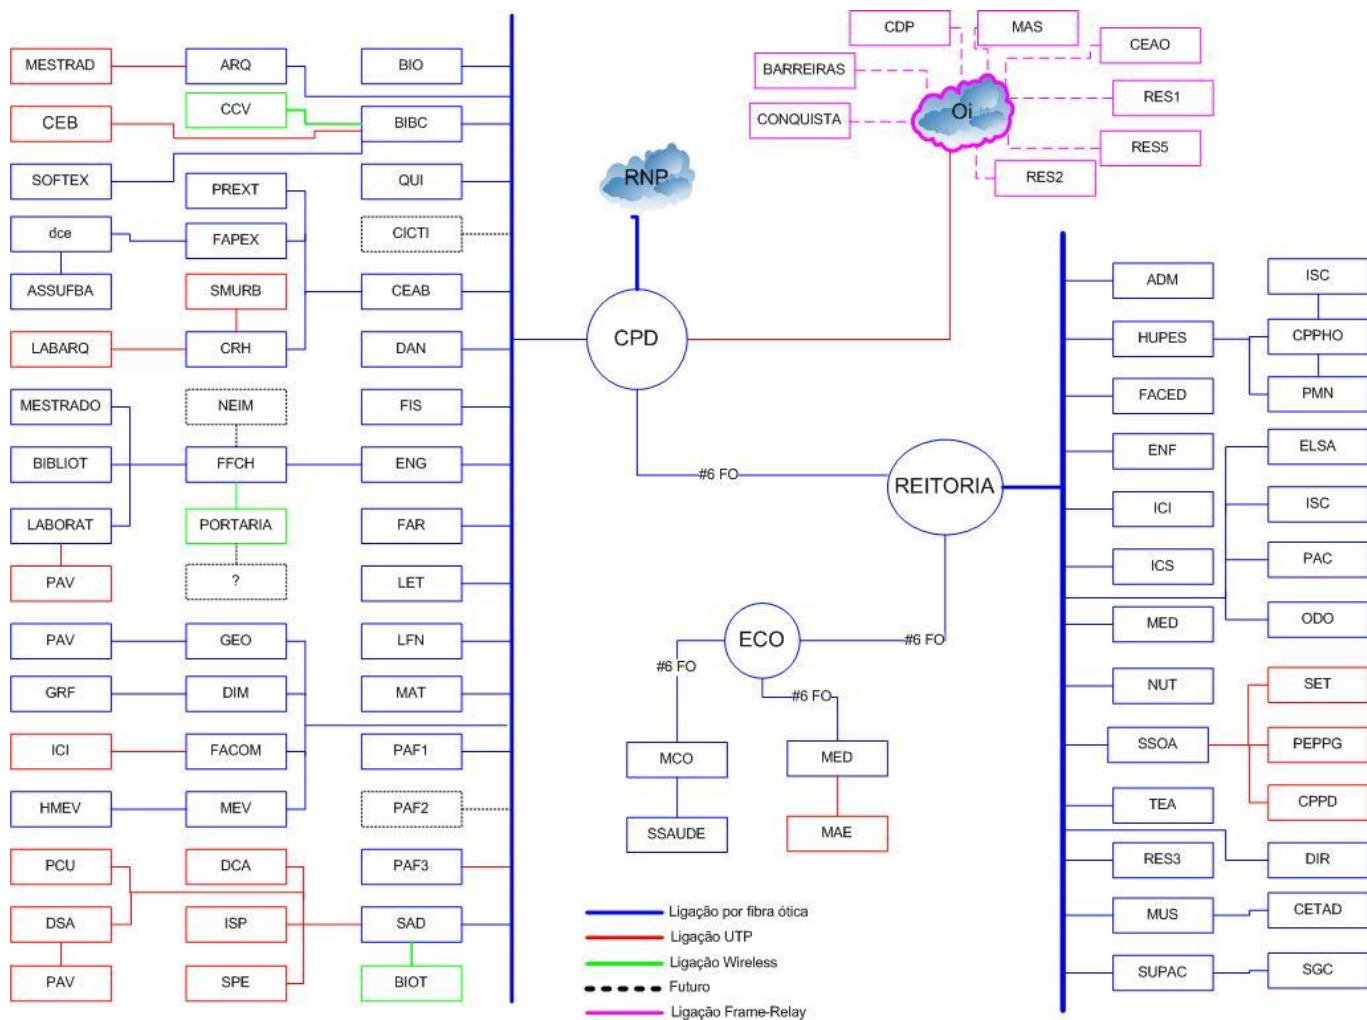 CDP
MAS
CEAO
MESTRAD
ARQ
BIO
BARREIRAS
RES1
CCV
Oi
CEB
BIBC
CONQUISTA
RES5
SOFTEX
PREXT
QUI
RNP
RES2
dce
FAPEX
CICTI
ASSUFBA
SMURB
CEAB
ADM
ISC
LABARQ
CRH
DAN
CPD
HUPES
CPPHO
MESTRADO
NEIM
FIS
FACED
PMN
BIBLIOT
FFCH
ENG
#6 FO
REITORIA
ENF
ELSA
LABORAT
PORTARIA
FAR
ICI
ISC
PAV
?
LET
ICS
PAC
PAV
GEO
LFN
ECO
#6 FO
MED
ODO
#6 FO
GRF
DIM
MAT
#6 FO
NUT
SET
ICI
FACOM
PAF1
MCO
MED
SSOA
PEPPG
HMEV
MEV
PAF2
SSAUDE
MAE
TEA
CPPD
PCU
DCA
PAF3
RES3
DIR
DSA
ISP
SAD
MUS
CETAD
PAV
SPE
BIOT
SUPAC
SGC
Ligação por fibra ótica
Ligação UTP
Ligação Wireless
Futuro
Ligação Frame-Relay